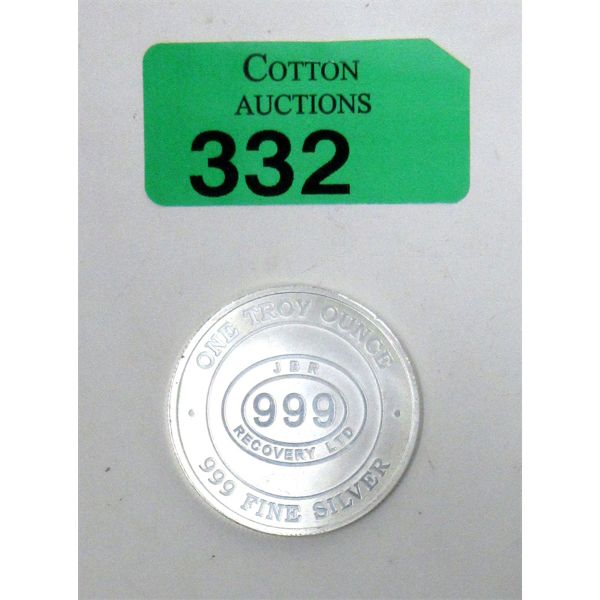 COTTON
AUCTIONS
332
ONE TROY OUNCE
JBR
999
RECOVERY LTD
999 FINE SILVER